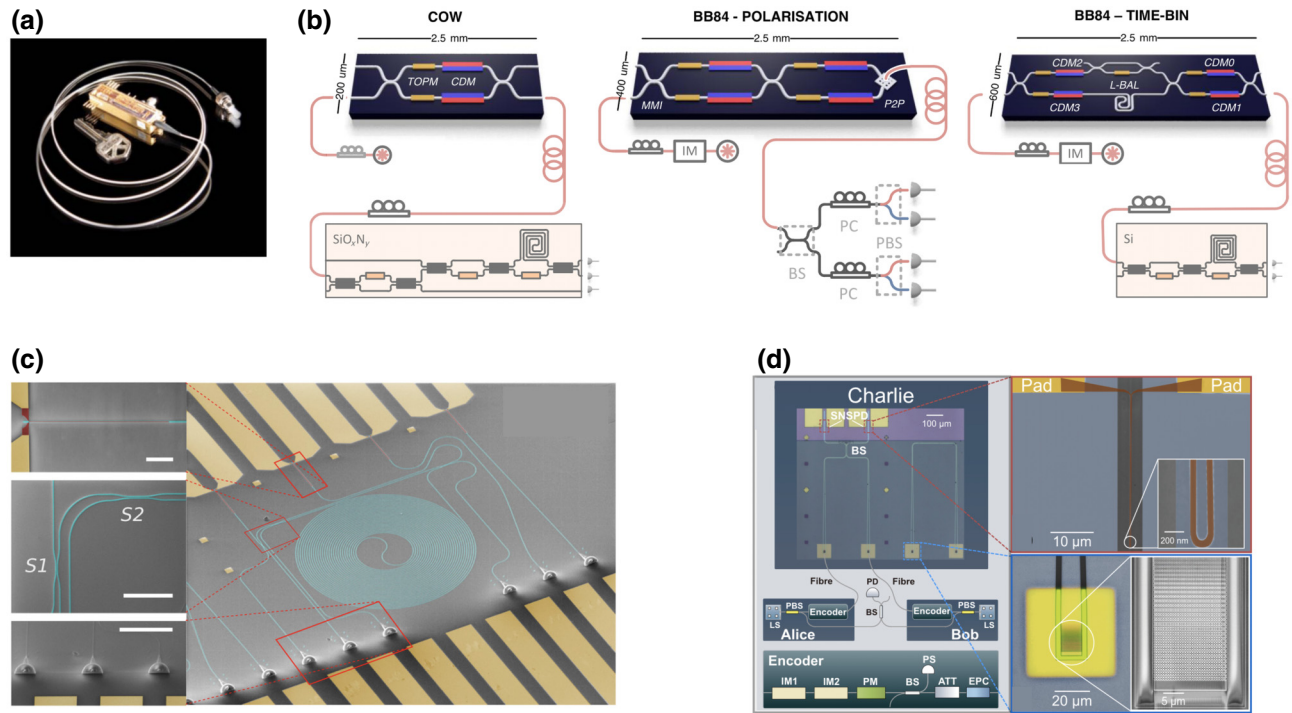 (a)
(b)
COW
2.5 mm
200 um
TOPM
CDM
SiOxNy
BB84 - POLARISATION
2.5 mm
400 um
MMI
P2P
IM
BS
PC
PBS
PC
BB84 – TIME-BIN
2.5 mm
600 um
CDM2
CDM0
L-BAL
CDM3
CDM1
IM
Si
(c)
S2
S1
(d)
Charlie
SNSPD
100 µm
BS
Fibre
PD
Fibre
BS
LS
PBS
Encoder
Alice
Encoder
PBS
LS
Bob
Encoder
PS
IM1
IM2
PM
BS
ATT
EPC
Pad
Pad
10 µm
200 nm
20 µm
5 µm